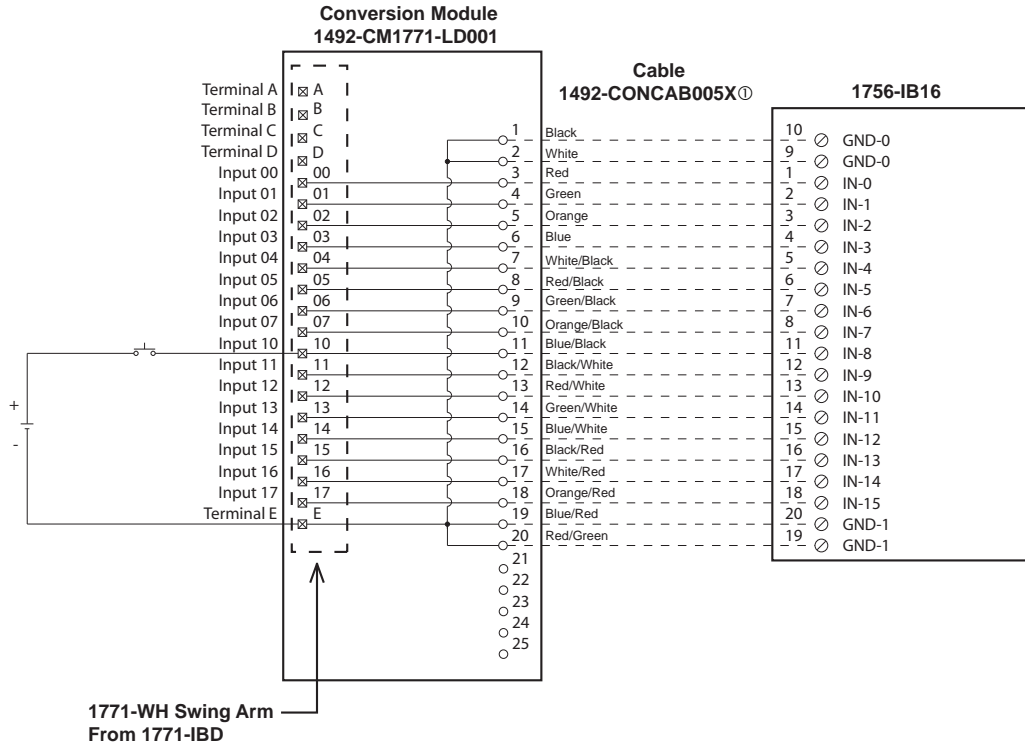 Conversion Module
1492-CM1771-LD001
Cable
1492-CONCAB005X①
1756-IB16
Terminal A A
Terminal B B
Terminal C C
Terminal D D
Input 00 00
Input 01 01
Input 02 02
Input 03 03
Input 04 04
Input 05 05
Input 06 06
Input 07 07
Input 10 10
Input 11 11
Input 12 12
Input 13 13
Input 14 14
Input 15 15
Input 16 16
Input 17 17
Terminal E E
+
-
1 Black 10 GND-0
2 White 9 GND-0
3 Red 1 IN-0
4 Green 2 IN-1
5 Orange 3 IN-2
6 Blue 4 IN-3
7 White/Black 5 IN-4
8 Red/Black 6 IN-5
9 Green/Black 7 IN-6
10 Orange/Black 8 IN-7
11 Blue/Black 11 IN-8
12 Black/White 12 IN-9
13 Red/White 13 IN-10
14 Green/White 14 IN-11
15 Blue/White 15 IN-12
16 Black/Red 16 IN-13
17 White/Red 17 IN-14
18 Orange/Red 18 IN-15
19 Blue/Red 20 GND-1
20 Red/Green 19 GND-1
21
22
23
24
25
1771-WH Swing Arm
From 1771-IBD